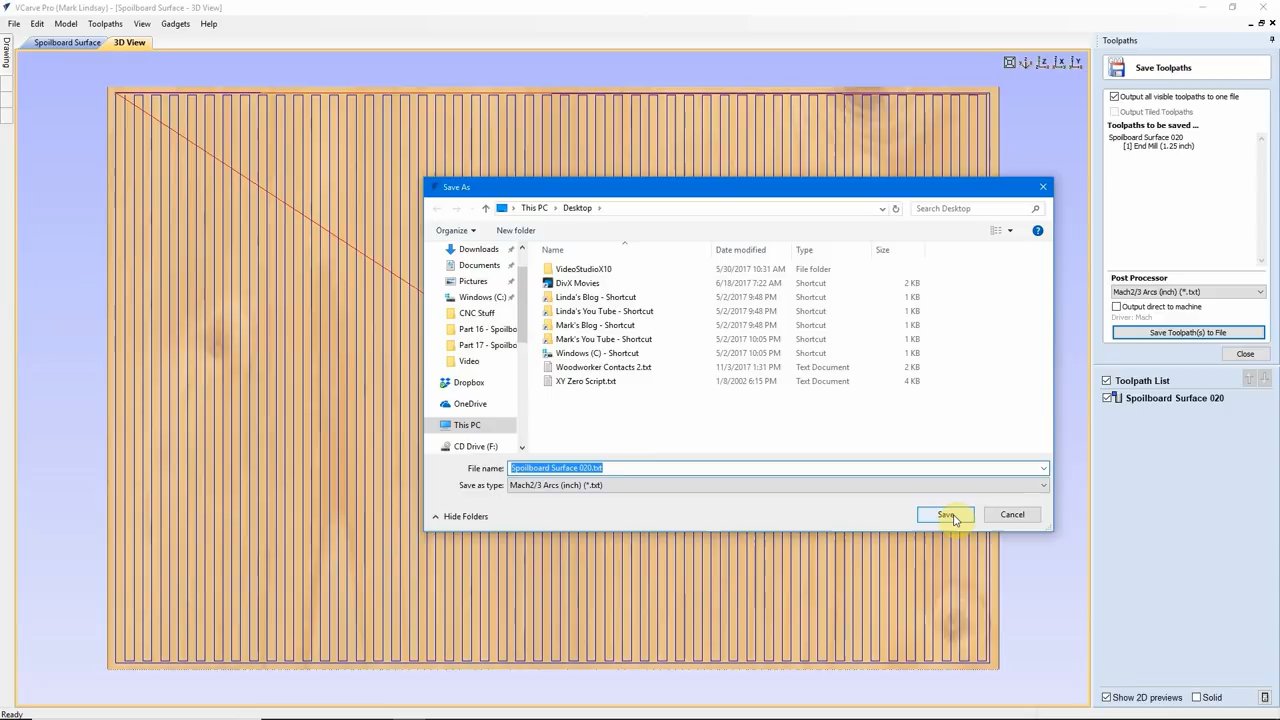 VCarve Pro (Mark Lindsay) - [Spoilboard Surface - 3D View]
File Edit Model Toolpaths View Gadgets Help
Drawing
Spoilboard Surface 3D View
Toolpaths
Save Toolpaths
Output all visible toolpaths to one file
Output Tiled Toolpaths
Toolpaths to be saved ...
Spoilboard Surface 020
[1] End Mill (1.25 inch)
Post Processor
Mach2/3 Arcs (inch) (*.txt)
Output direct to machine
Driver: Mach
Save Toolpath(s) to File
Close
Toolpath List
Spoilboard Surface 020
Show 2D previews Solid
Save As
This PC > Desktop >
Search Desktop
Organize New folder
Name Date modified Type Size
Downloads
Documents
Pictures
Windows (C:)
CNC Stuff
Part 16 - Spoilbo
Part 17 - Spoilbo
Video
Dropbox
OneDrive
This PC
CD Drive (F:)
VideoStudioX10 5/30/2017 10:31 AM File folder
DivX Movies 6/18/2017 7:22 AM Shortcut 2 KB
Linda's Blog - Shortcut 5/2/2017 9:48 PM Shortcut 1 KB
Linda's You Tube - Shortcut 5/2/2017 9:48 PM Shortcut 1 KB
Mark's Blog - Shortcut 5/2/2017 9:48 PM Shortcut 1 KB
Mark's You Tube - Shortcut 5/2/2017 10:05 PM Shortcut 1 KB
Windows (C) - Shortcut 5/2/2017 10:05 PM Shortcut 1 KB
Woodworker Contacts 2.txt 11/3/2017 1:31 PM Text Document 2 KB
XY Zero Script.txt 1/8/2002 6:15 PM Text Document 4 KB
File name: Spoilboard Surface 020.txt
Save as type: Mach2/3 Arcs (inch) (*.txt)
Hide Folders Save Cancel
Ready